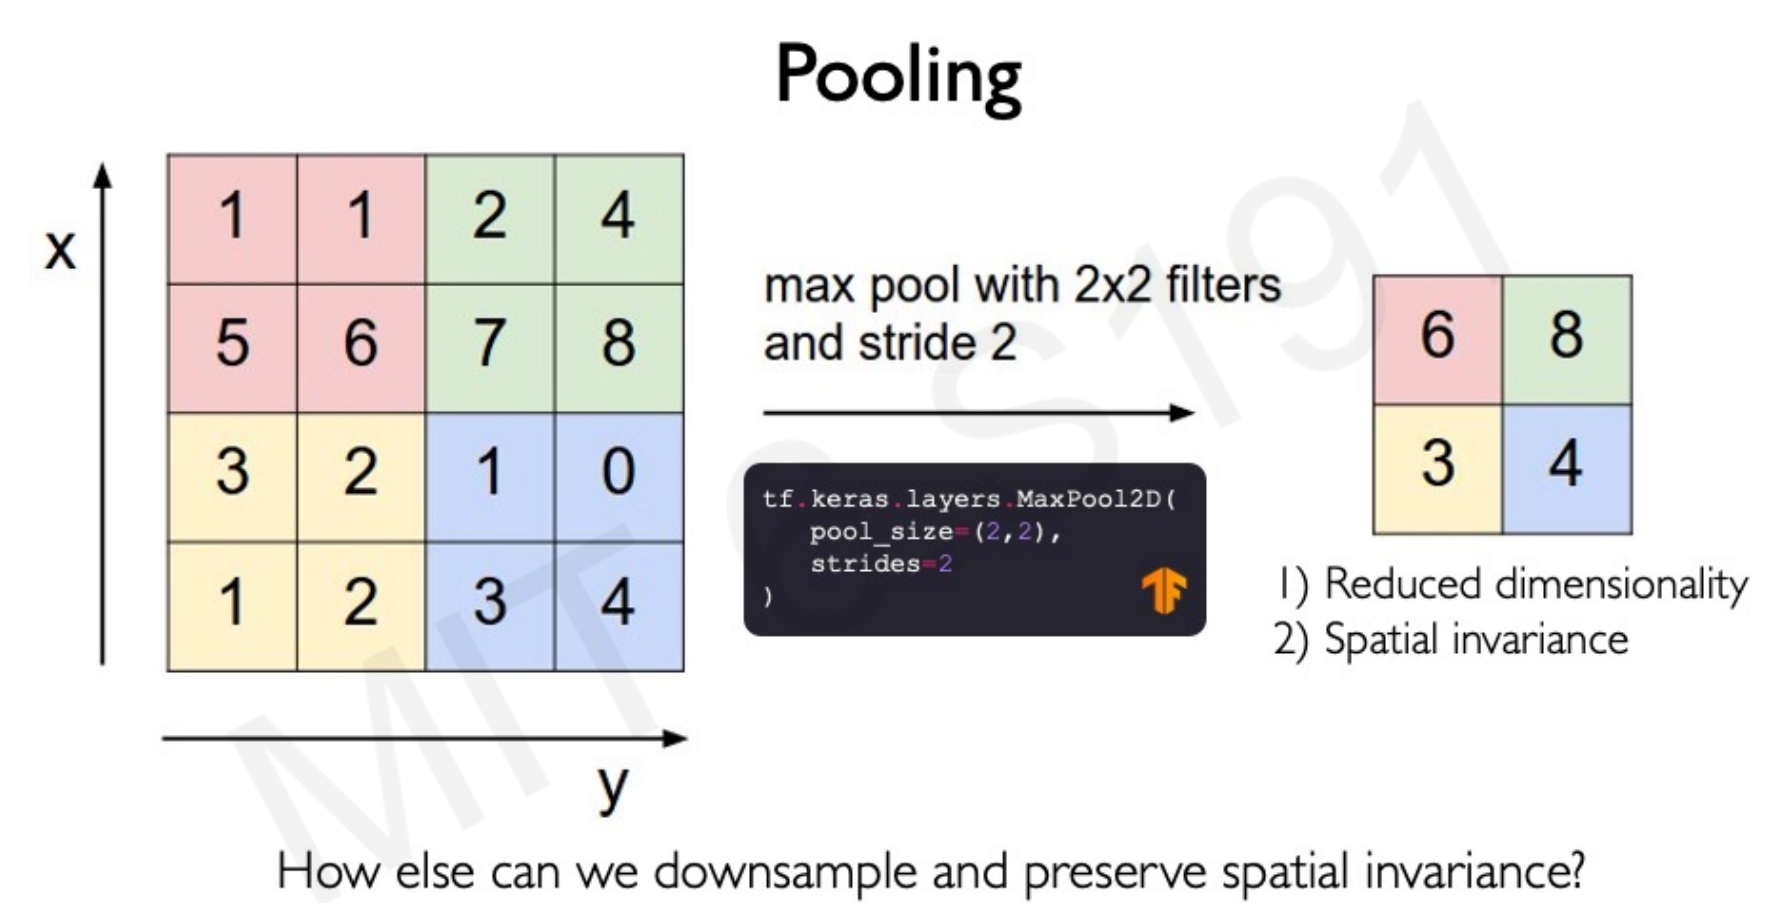 Pooling
x
1 1 2 4
5 6 7 8
3 2 1 0
1 2 3 4
y
max pool with 2x2 filters
and stride 2
tf.keras.layers.MaxPool2D(
pool_size=(2,2),
strides=2
)
6 8
3 4
1) Reduced dimensionality
2) Spatial invariance
How else can we downsample and preserve spatial invariance?
MIT 6.S191